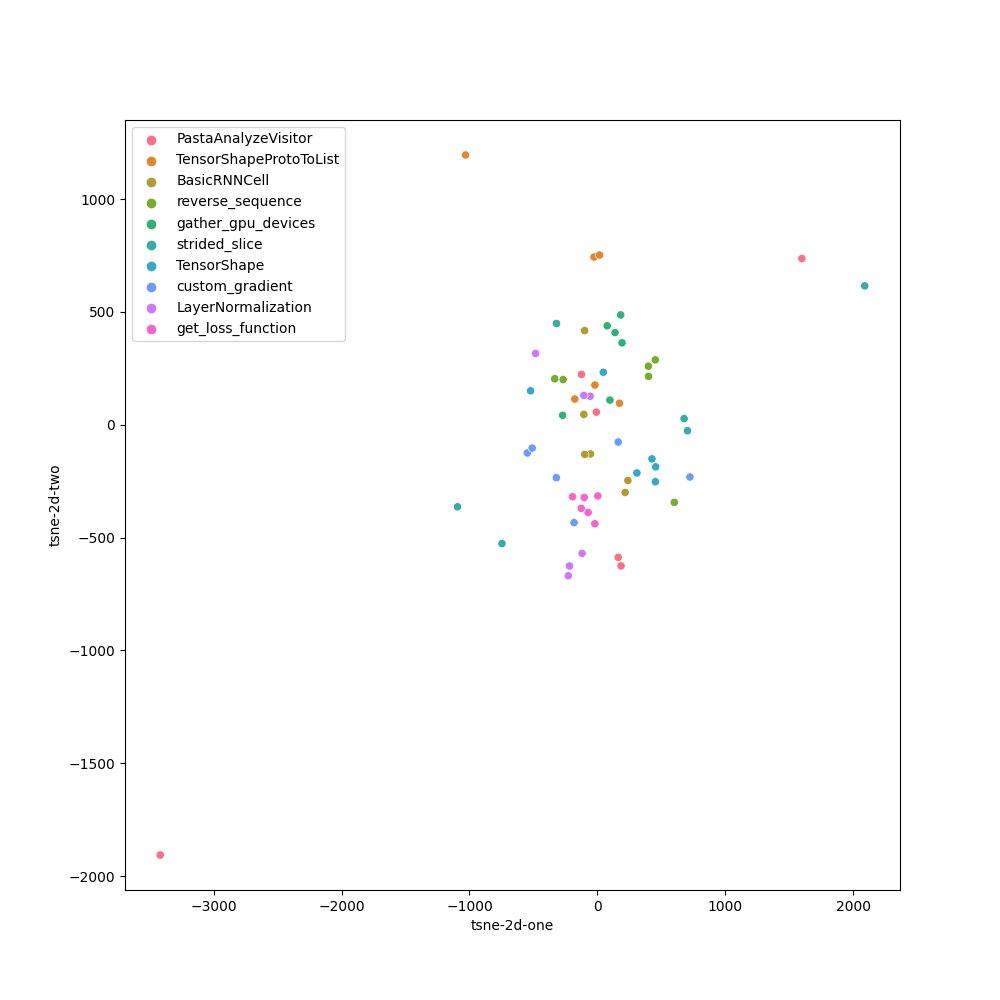 PastaAnalyzeVisitor
TensorShapeProtoToList
BasicRNNCell
reverse_sequence
gather_gpu_devices
strided_slice
TensorShape
custom_gradient
LayerNormalization
get_loss_function
1000
500
0
−500
−1000
−1500
−2000
tsne-2d-two
−3000
−2000
−1000
0
1000
2000
tsne-2d-one